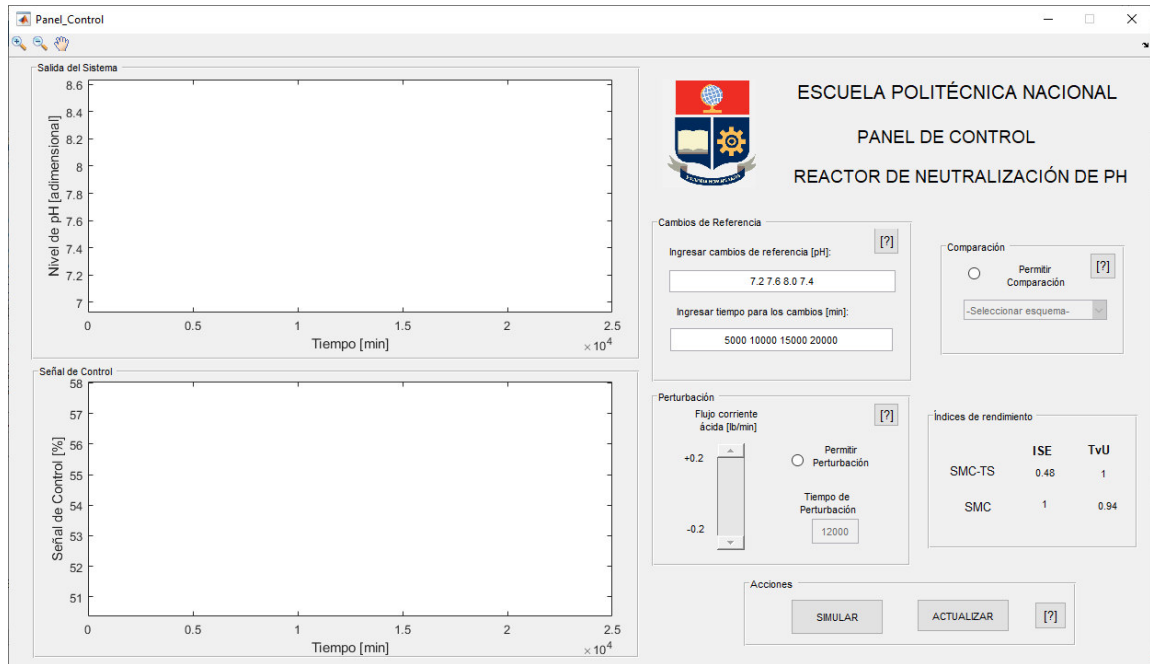 Panel_Control
Salida del Sistema
8.6
8.4
8.2
8
7.8
7.6
7.4
7.2
7
Nivel de pH [adimensional]
0
0.5
1
1.5
2
2.5
Tiempo [min]
×10⁴
Señal de Control
58
57
56
55
54
53
52
51
Señal de Control [%]
0
0.5
1
1.5
2
2.5
Tiempo [min]
×10⁴
ESCUELA POLITÉCNICA NACIONAL
PANEL DE CONTROL
REACTOR DE NEUTRALIZACIÓN DE PH
Cambios de Referencia
[?]
Ingresar cambios de referencia [pH]:
7.2 7.6 8.0 7.4
Ingresar tiempo para los cambios [min]:
5000 10000 15000 20000
Comparación
[?]
Permitir
Comparación
-Seleccionar esquema-
Perturbación
[?]
Flujo corriente
ácida [lb/min]
+0.2
-0.2
Permitir
Perturbación
Tiempo de
Perturbación
12000
Índices de rendimiento
ISE TvU
SMC-TS 0.48 1
SMC 1 0.94
Acciones
SIMULAR
ACTUALIZAR
[?]